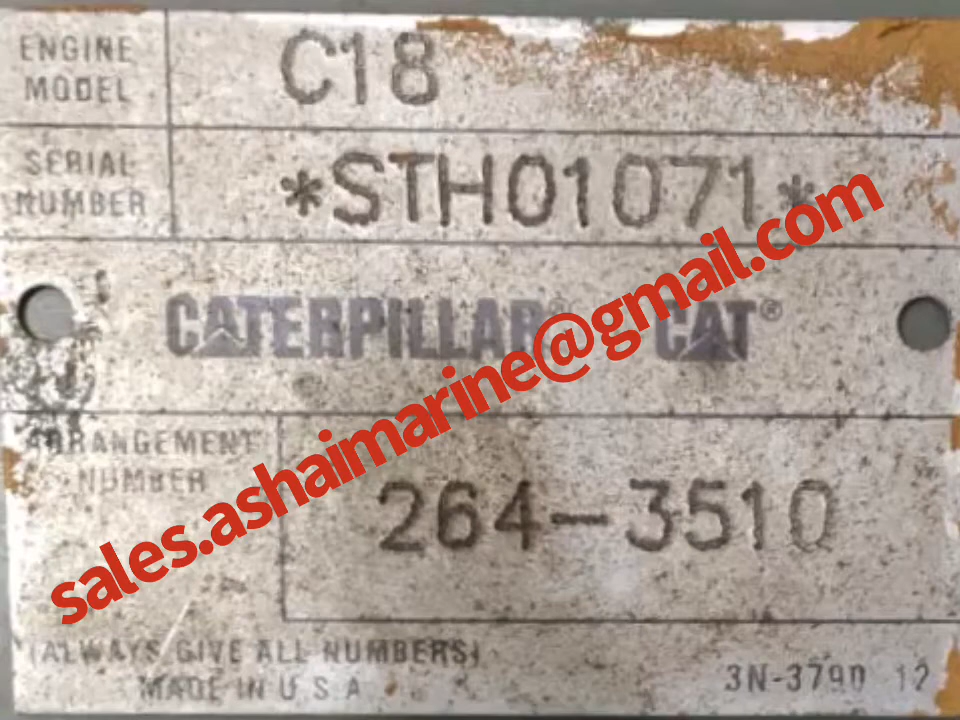 ENGINE MODEL C18
SERIAL NUMBER *STH01071*
CATERPILLAR® CAT®
ARRANGEMENT NUMBER 264-3510
(ALWAYS GIVE ALL NUMBERS)
MADE IN U S A 3N-3790 12
sales.ashaimarine@gmail.com